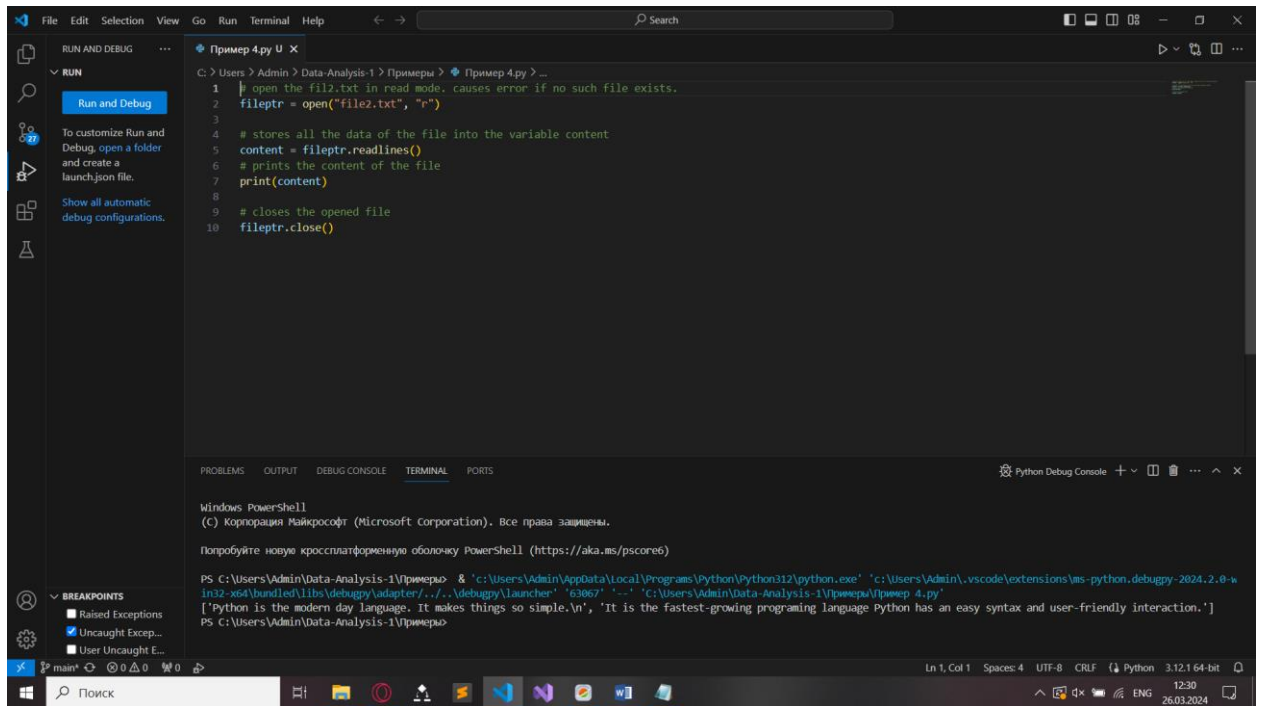 File Edit Selection View Go Run Terminal Help
Search
RUN AND DEBUG
RUN
Run and Debug
To customize Run and
Debug, open a folder
and create a
launch.json file.
Show all automatic
debug configurations.
27
Пример 4.py U
C: > Users > Admin > Data-Analysis-1 > Примеры > Пример 4.py > ...
1 # open the fil2.txt in read mode. causes error if no such file exists.
2 fileptr = open("file2.txt", "r")
3
4 # stores all the data of the file into the variable content
5 content = fileptr.readlines()
6 # prints the content of the file
7 print(content)
8
9 # closes the opened file
10 fileptr.close()
PROBLEMS OUTPUT DEBUG CONSOLE TERMINAL PORTS
Python Debug Console
Windows PowerShell
(C) Корпорация Майкрософт (Microsoft Corporation). Все права защищены.
Попробуйте новую кроссплатформенную оболочку PowerShell (https://aka.ms/pscore6)
PS C:\Users\Admin\Data-Analysis-1\Примеры> & 'c:\Users\Admin\AppData\Local\Programs\Python\Python312\python.exe' 'c:\Users\Admin\.vscode\extensions\ms-python.debugpy-2024.2.0-w
in32-x64\bundled\libs\debugpy\adapter/../..\debugpy\launcher' '63067' '--' 'C:\Users\Admin\Data-Analysis-1\Примеры\Пример 4.py'
['Python is the modern day language. It makes things so simple.\n', 'It is the fastest-growing programing language Python has an easy syntax and user-friendly interaction.']
PS C:\Users\Admin\Data-Analysis-1\Примеры>
BREAKPOINTS
Raised Exceptions
Uncaught Excep...
User Uncaught E...
main* 0 0 0
Ln 1, Col 1 Spaces: 4 UTF-8 CRLF Python 3.12.1 64-bit
Поиск
ENG
12:30
26.03.2024